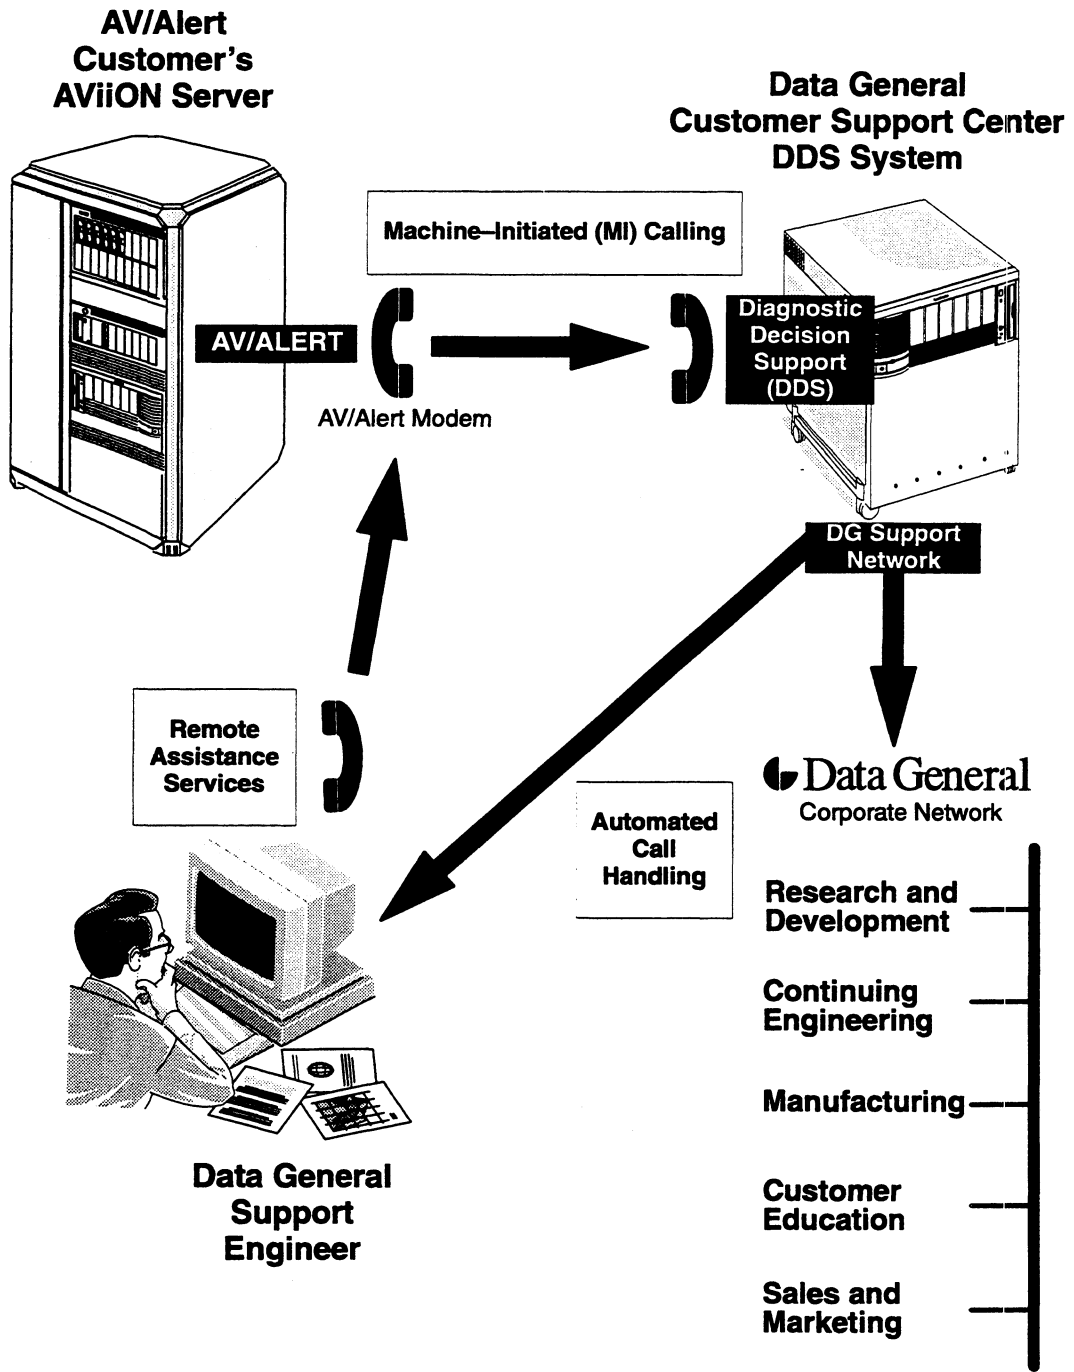 AV/Alert
Customer's
AViiON Server
Data General
Customer Support Center
DDS System
Machine–Initiated (MI) Calling
AV/ALERT
AV/Alert Modem
Diagnostic
Decision
Support
(DDS)
DG Support
Network
Remote
Assistance
Services
Automated
Call
Handling
Data General
Corporate Network
Research and
Development
Continuing
Engineering
Manufacturing
Customer
Education
Sales and
Marketing
Data General
Support
Engineer